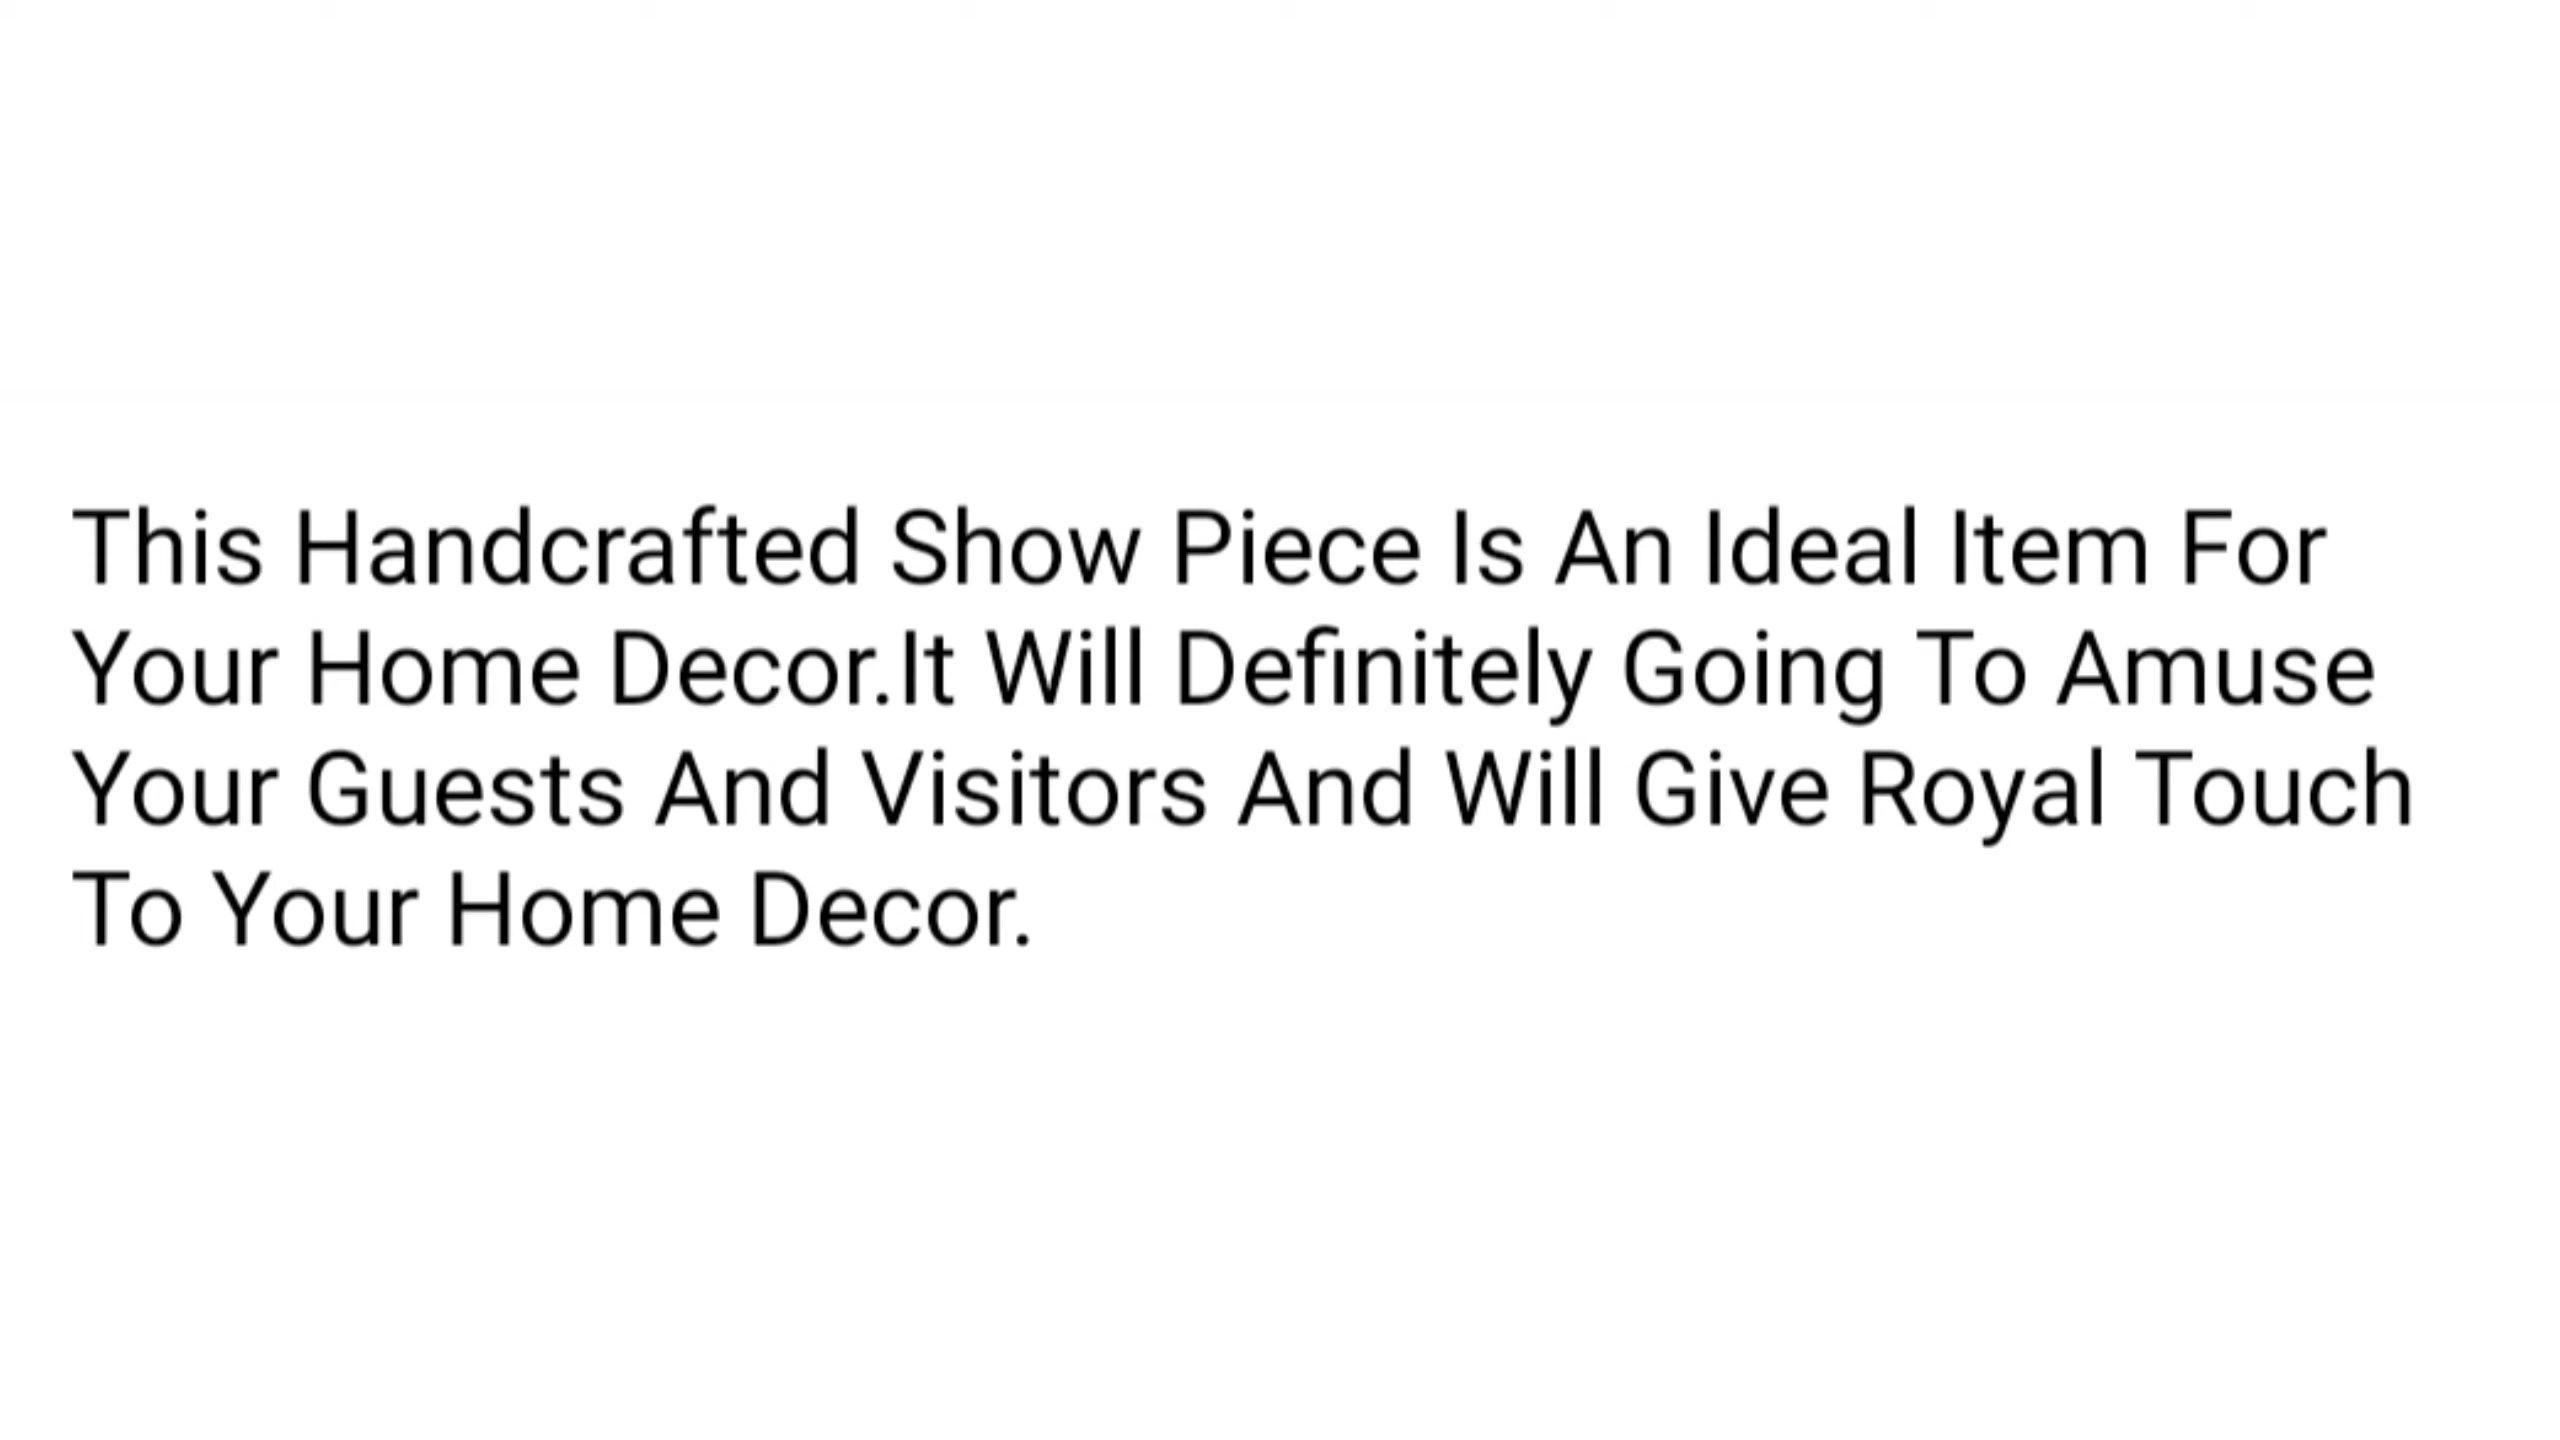 This Handcrafted Show Piece Is An Ideal Item For
Your Home Decor.It Will Definitely Going To Amuse
Your Guests And Visitors And Will Give Royal Touch
To Your Home Decor.